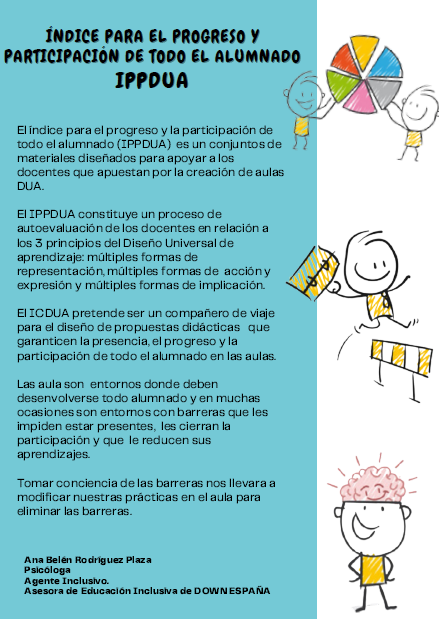 ÍNDICE PARA EL PROGRESO Y
PARTICIPACIÓN DE TODO EL ALUMNADO
IPPDUA
El índice para el progreso y la participación de
todo el alumnado (IPPDUA) es un conjuntos de
materiales diseñados para apoyar a los
docentes que apuestan por la creación de aulas
DUA.
El IPPDUA constituye un proceso de
autoevaluación de los docentes en relación a
los 3 principios del Diseño Universal de
aprendizaje: múltiples formas de
representación, múltiples formas de acción y
expresión y múltiples formas de implicación.
El ICDUA pretende ser un compañero de viaje
para el diseño de propuestas didácticas que
garanticen la presencia, el progreso y la
participación de todo el alumnado en las aulas.
Las aula son entornos donde deben
desenvolverse todo alumnado y en muchas
ocasiones son entornos con barreras que les
impiden estar presentes, les cierran la
participación y que le reducen sus
aprendizajes.
Tomar conciencia de las barreras nos llevara a
modificar nuestras prácticas en el aula para
eliminar las barreras.
Ana Belén Rodríguez Plaza
Psicóloga
Agente Inclusivo.
Asesora de Educación Inclusiva de DOWN ESPAÑA